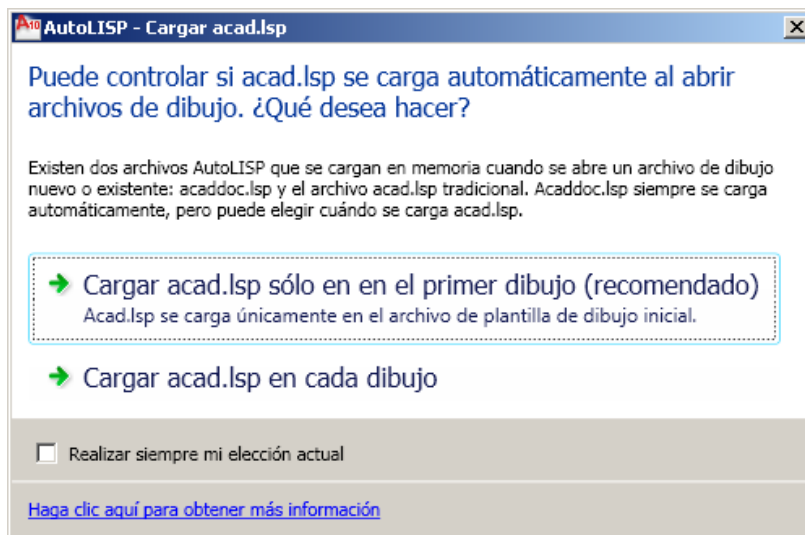 A10 AutoLISP - Cargar acad.lsp
Puede controlar si acad.lsp se carga automáticamente al abrir
archivos de dibujo. ¿Qué desea hacer?
Existen dos archivos AutoLISP que se cargan en memoria cuando se abre un archivo de dibujo
nuevo o existente: acaddoc.lsp y el archivo acad.lsp tradicional. Acaddoc.lsp siempre se carga
automáticamente, pero puede elegir cuándo se carga acad.lsp.
Cargar acad.lsp sólo en en el primer dibujo (recomendado)
Acad.lsp se carga únicamente en el archivo de plantilla de dibujo inicial.
Cargar acad.lsp en cada dibujo
Realizar siempre mi elección actual
Haga clic aquí para obtener más información